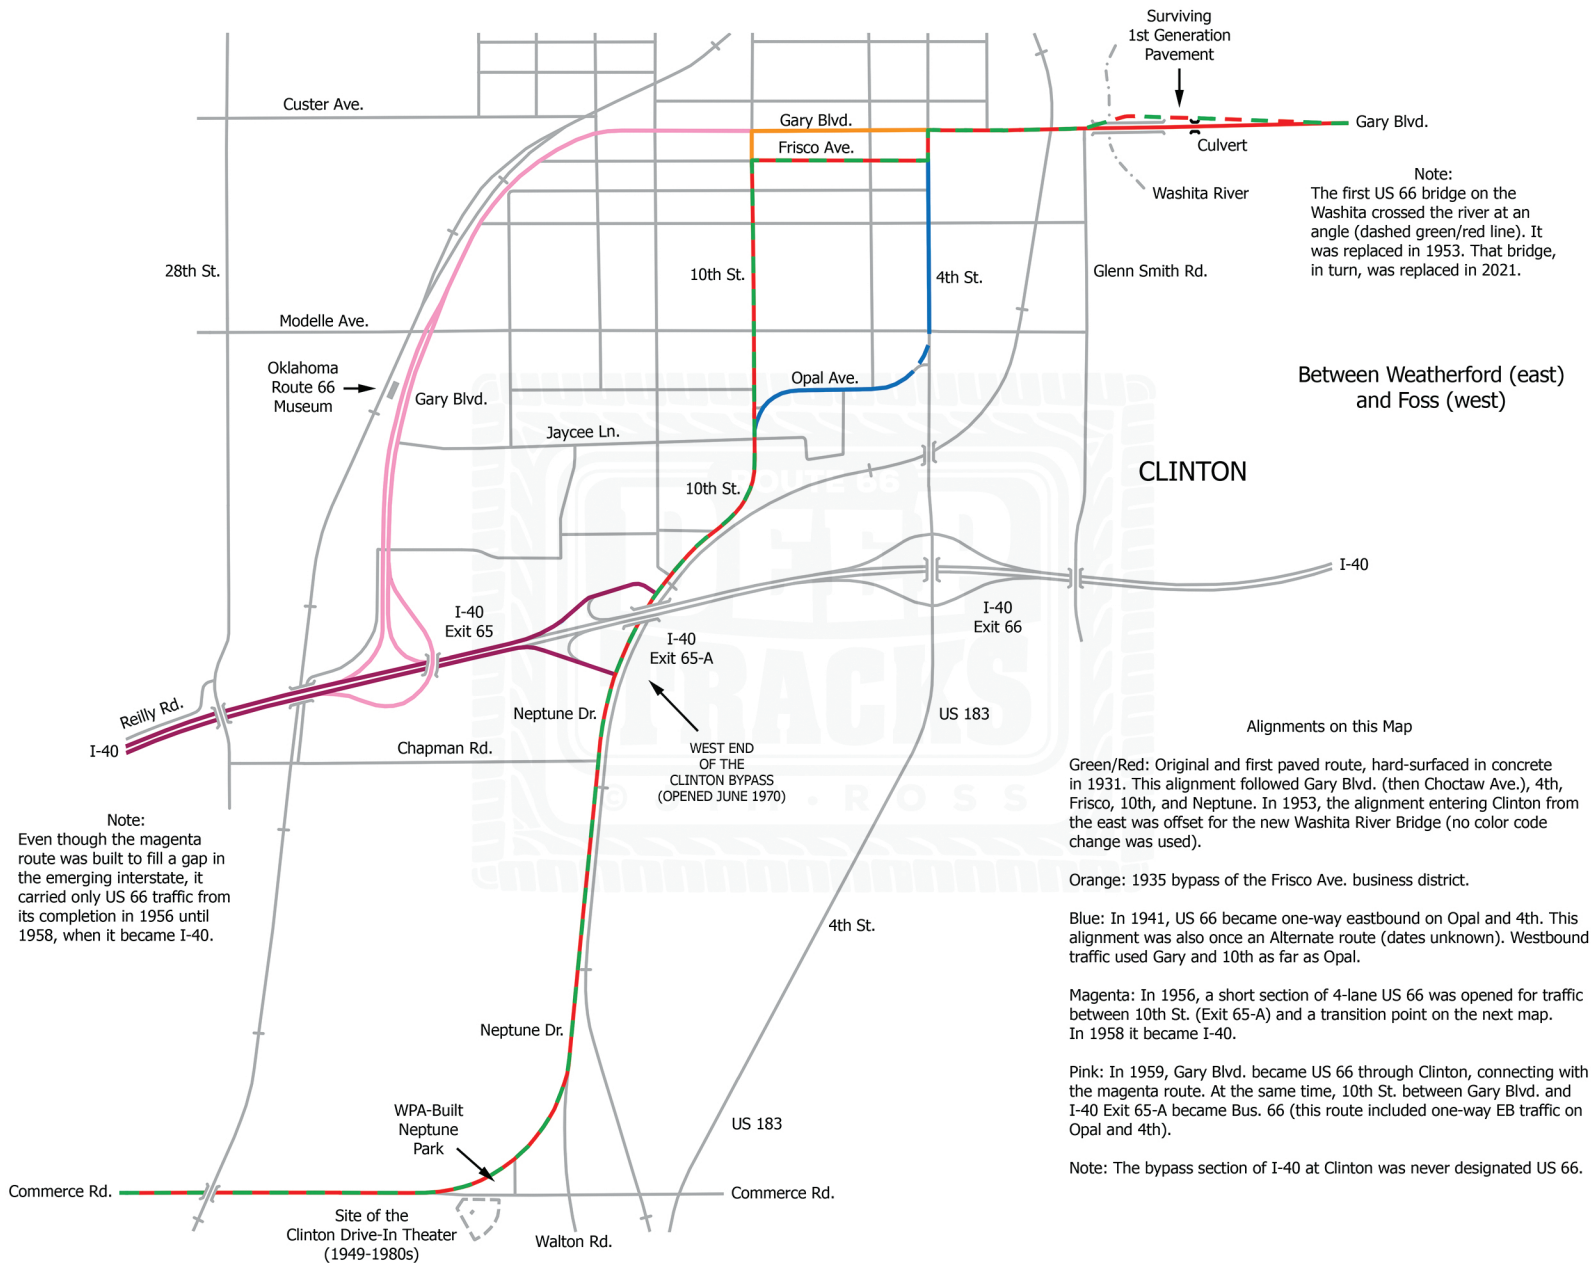 Surviving
1st Generation
Pavement
Custer Ave.
Gary Blvd.
Gary Blvd.
Frisco Ave.
Culvert
Note:
The first US 66 bridge on the
Washita crossed the river at an
angle (dashed green/red line). It
was replaced in 1953. That bridge,
in turn, was replaced in 2021.
Washita River
28th St.
10th St.
4th St.
Glenn Smith Rd.
Modelle Ave.
Oklahoma
Route 66
Museum
Gary Blvd.
Opal Ave.
Between Weatherford (east)
and Foss (west)
Jaycee Ln.
CLINTON
10th St.
ROUTE 66
DEEP
TRACKS
I-40
I-40
Exit 65
I-40
Exit 66
I-40
Exit 65-A
Reilly Rd.
I-40
Neptune Dr.
US 183
Chapman Rd.
WEST END
OF THE
CLINTON BYPASS
(OPENED JUNE 1970)
Alignments on this Map
Green/Red: Original and first paved route, hard-surfaced in concrete
in 1931. This alignment followed Gary Blvd. (then Choctaw Ave.), 4th,
Frisco, 10th, and Neptune. In 1953, the alignment entering Clinton from
the east was offset for the new Washita River Bridge (no color code
change was used).
Orange: 1935 bypass of the Frisco Ave. business district.
Blue: In 1941, US 66 became one-way eastbound on Opal and 4th. This
alignment was also once an Alternate route (dates unknown). Westbound
traffic used Gary and 10th as far as Opal.
Magenta: In 1956, a short section of 4-lane US 66 was opened for traffic
between 10th St. (Exit 65-A) and a transition point on the next map.
In 1958 it became I-40.
Pink: In 1959, Gary Blvd. became US 66 through Clinton, connecting with
the magenta route. At the same time, 10th St. between Gary Blvd. and
I-40 Exit 65-A became Bus. 66 (this route included one-way EB traffic on
Opal and 4th).
Note: The bypass section of I-40 at Clinton was never designated US 66.
Note:
Even though the magenta
route was built to fill a gap in
the emerging interstate, it
carried only US 66 traffic from
its completion in 1956 until
1958, when it became I-40.
4th St.
Neptune Dr.
WPA-Built
Neptune
Park
US 183
Commerce Rd.
Commerce Rd.
Site of the
Clinton Drive-In Theater
(1949-1980s)
Walton Rd.